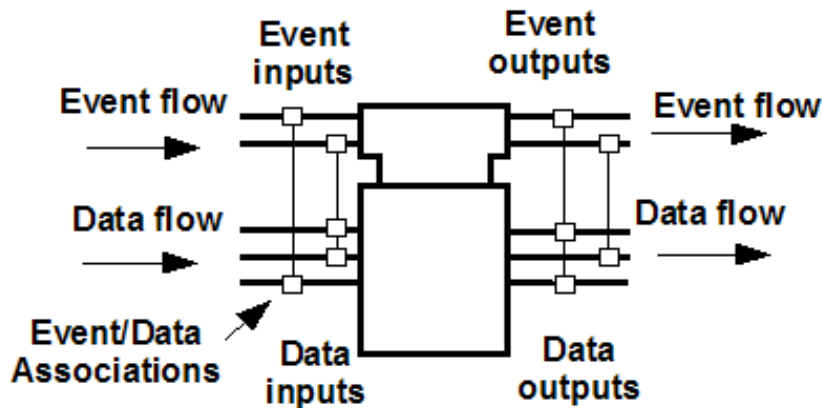 Event
inputs
Event
outputs
Event flow
Event flow
Data flow
Data flow
Event/Data
Associations
Data
inputs
Data
outputs